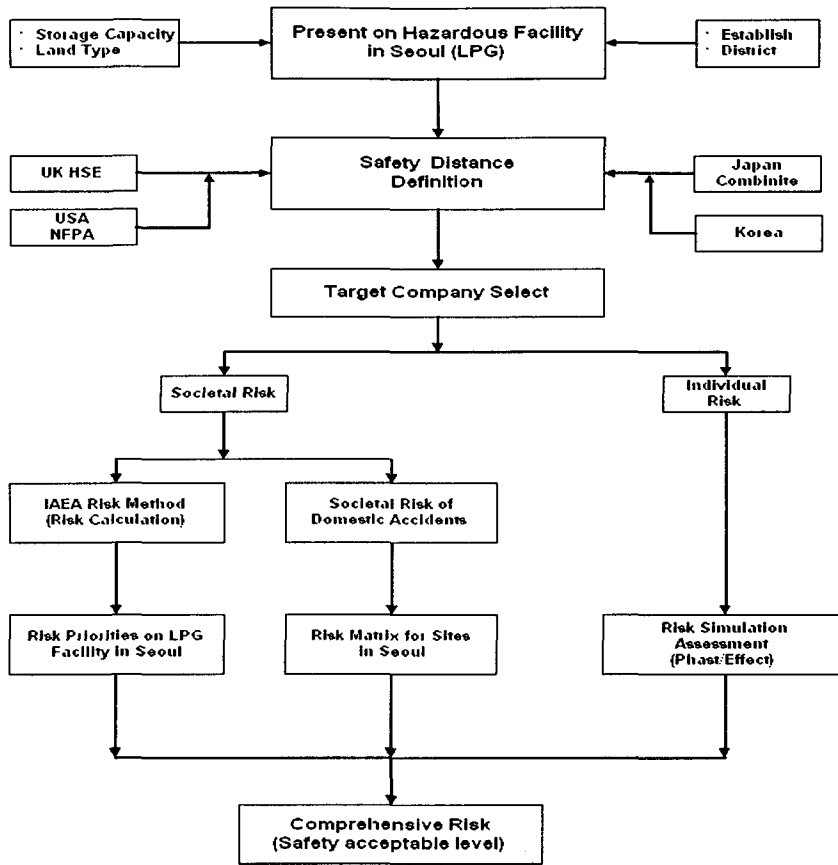 · Storage Capacity
· Land Type
Present on Hazardous Facility
in Seoul (LPG)
· Establish
· District
UK HSE
USA
NFPA
Safety Distance
Definition
Japan
Combinite
Korea
Target Company Select
Societal Risk
Individual
Risk
IAEA Risk Method
(Risk Calculation)
Societal Risk of
Domestic Accidents
Risk Priorities on LPG
Facility in Seoul
Risk Matrix for Sites
in Seoul
Risk Simulation
Assessment
(Phast/Effect)
Comprehensive Risk
(Safety acceptable level)